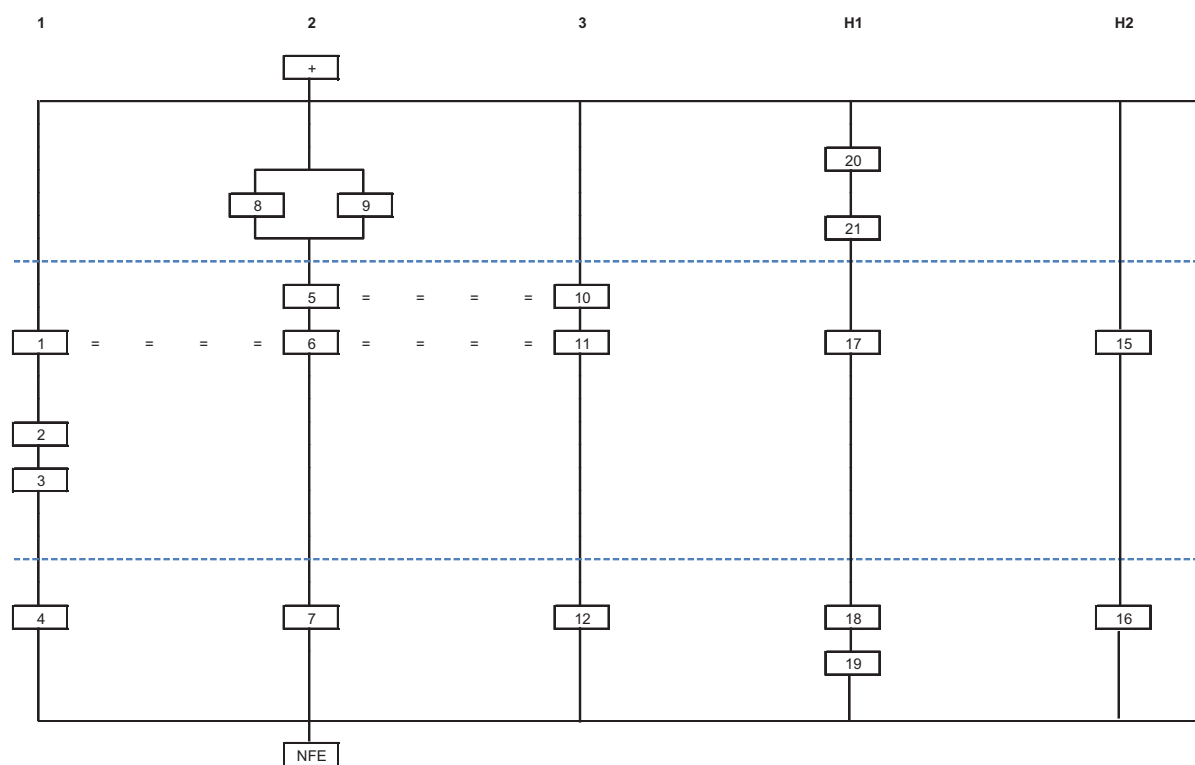 1 2 3 H1 H2
+
20
8 9
21
5 = = = = 10
1 = = = = 6 = = = = 11 17 15
2
3
4 7 12 18 16
19
NFE